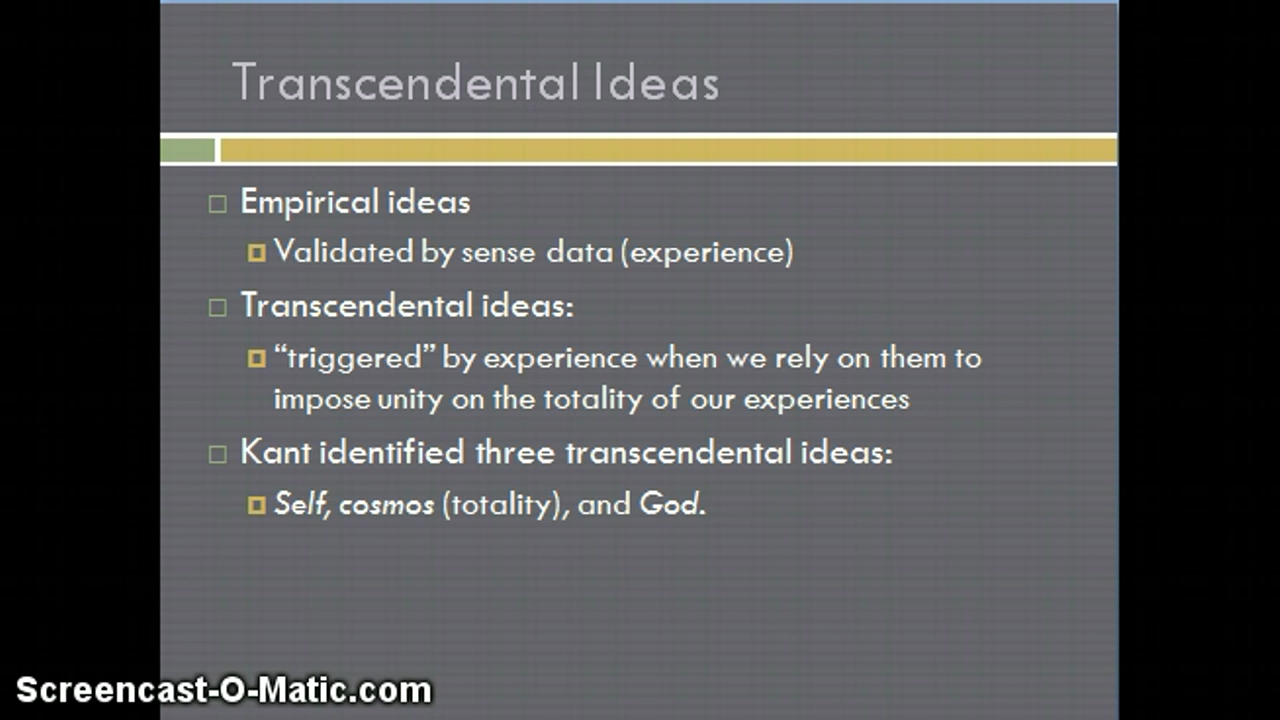 Transcendental Ideas
Empirical ideas
Validated by sense data (experience)
Transcendental ideas:
“triggered” by experience when we rely on them to
impose unity on the totality of our experiences
Kant identified three transcendental ideas:
Self, cosmos (totality), and God.
Screencast-O-Matic.com